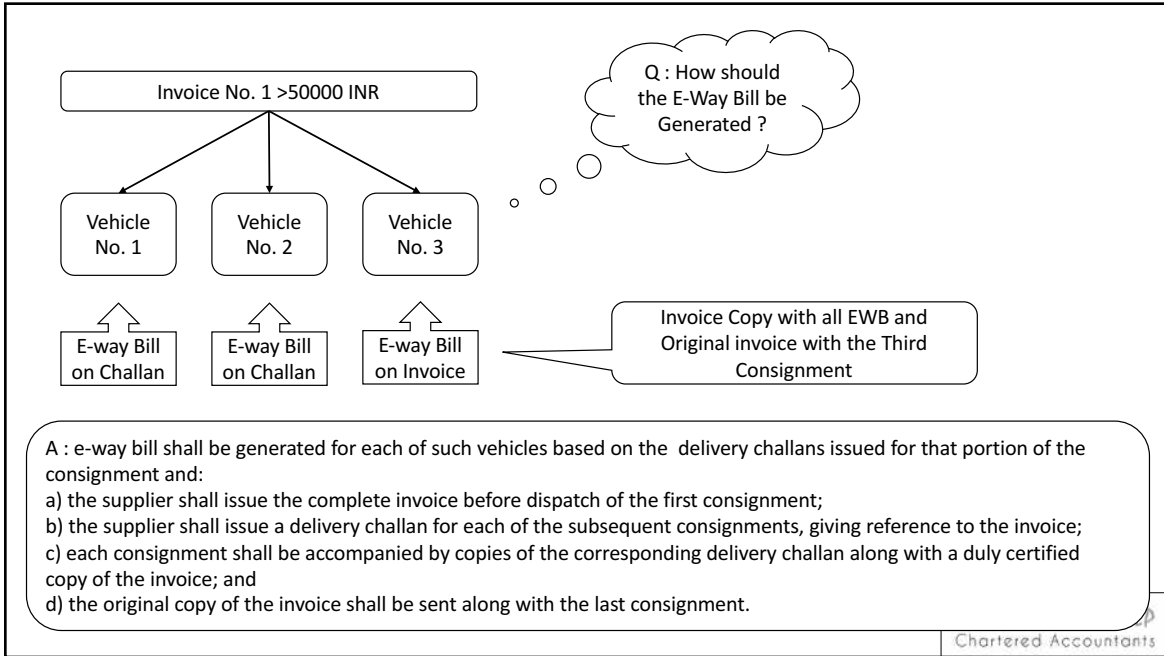 Invoice No. 1 >50000 INR
Q : How should
the E-Way Bill be
Generated ?
Vehicle
No. 1
Vehicle
No. 2
Vehicle
No. 3
E-way Bill
on Challan
E-way Bill
on Challan
E-way Bill
on Invoice
Invoice Copy with all EWB and
Original invoice with the Third
Consignment
A : e-way bill shall be generated for each of such vehicles based on the delivery challans issued for that portion of the
consignment and:
a) the supplier shall issue the complete invoice before dispatch of the first consignment;
b) the supplier shall issue a delivery challan for each of the subsequent consignments, giving reference to the invoice;
c) each consignment shall be accompanied by copies of the corresponding delivery challan along with a duly certified
copy of the invoice; and
d) the original copy of the invoice shall be sent along with the last consignment.
Chartered Accountants